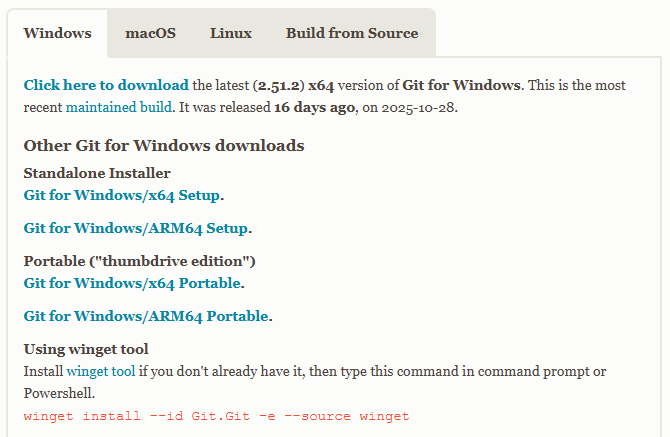 Windows macOS Linux Build from Source
Click here to download the latest (2.51.2) x64 version of Git for Windows. This is the most
recent maintained build. It was released 16 days ago, on 2025-10-28.
Other Git for Windows downloads
Standalone Installer
Git for Windows/x64 Setup.
Git for Windows/ARM64 Setup.
Portable ("thumbdrive edition")
Git for Windows/x64 Portable.
Git for Windows/ARM64 Portable.
Using winget tool
Install winget tool if you don't already have it, then type this command in command prompt or
Powershell.
winget install --id Git.Git -e --source winget